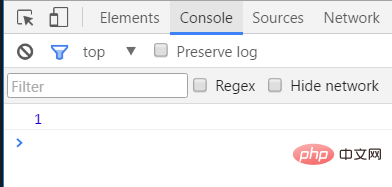 Elements Console Sources Network
top ▼ Preserve log
Filter Regex Hide network
1
>
php 中文网